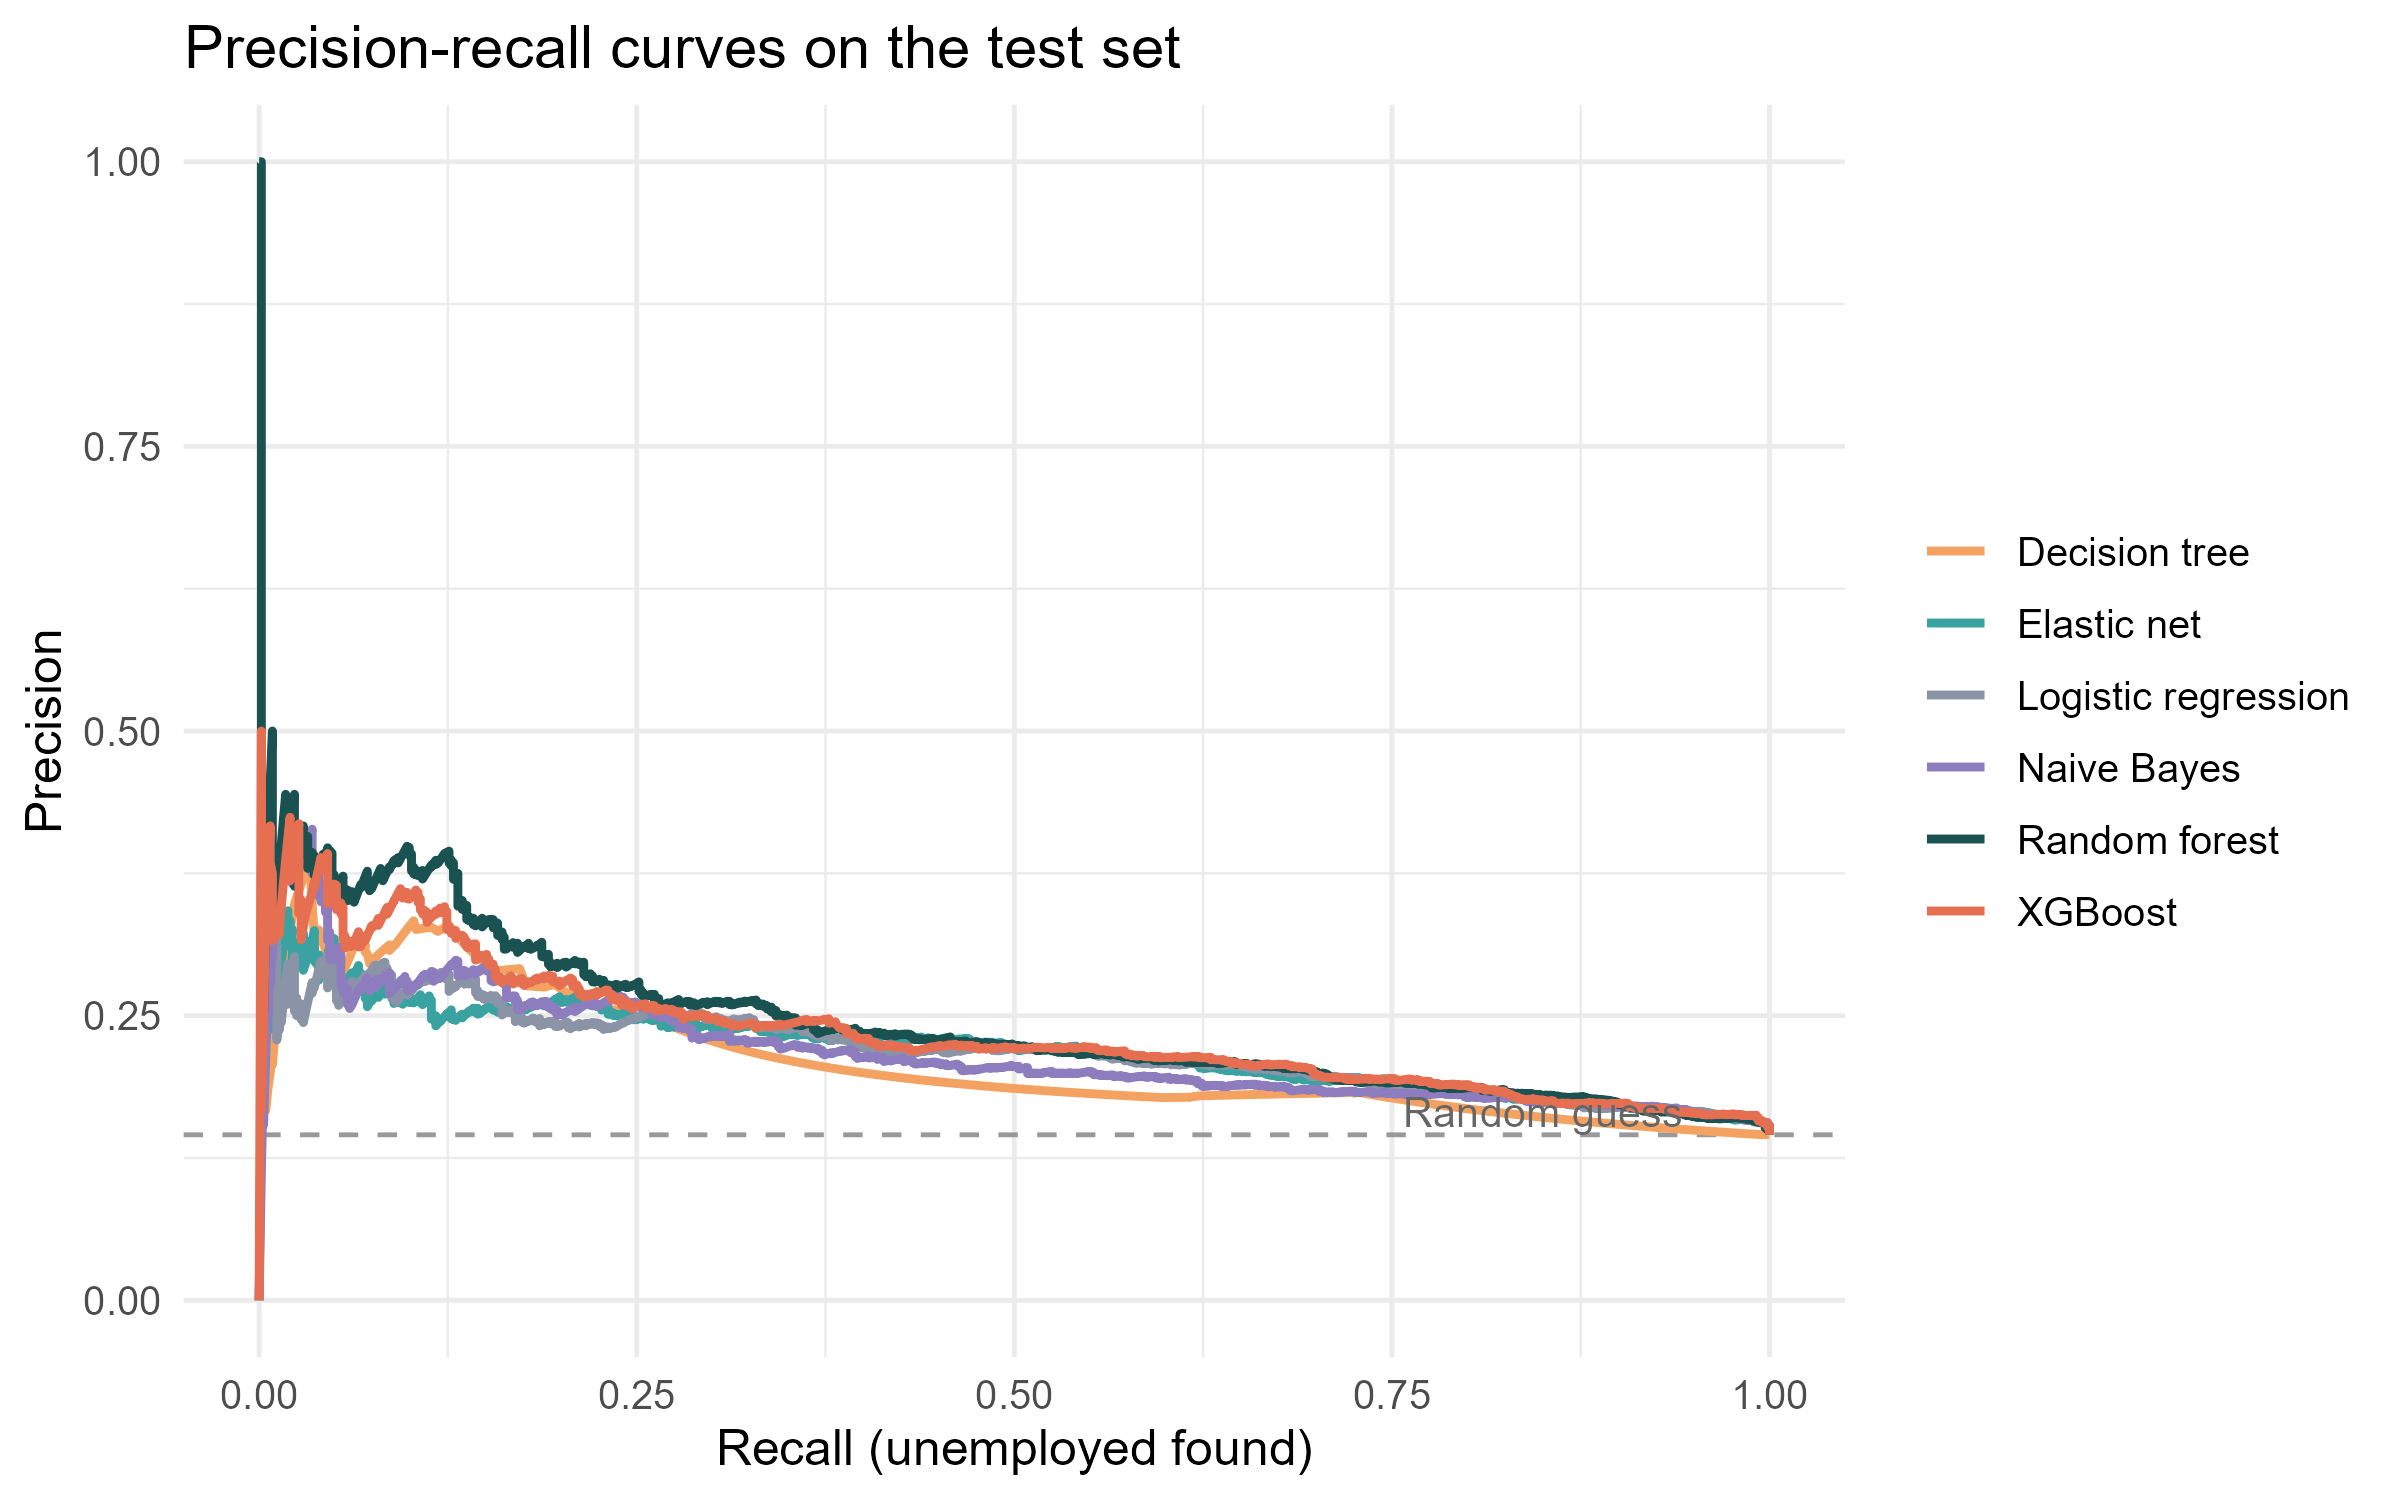 Precision-recall curves on the test set
Precision
1.00
0.75
0.50
0.25
0.00
Random guess
0.00 0.25 0.50 0.75 1.00
Recall (unemployed found)
Decision tree
Elastic net
Logistic regression
Naive Bayes
Random forest
XGBoost